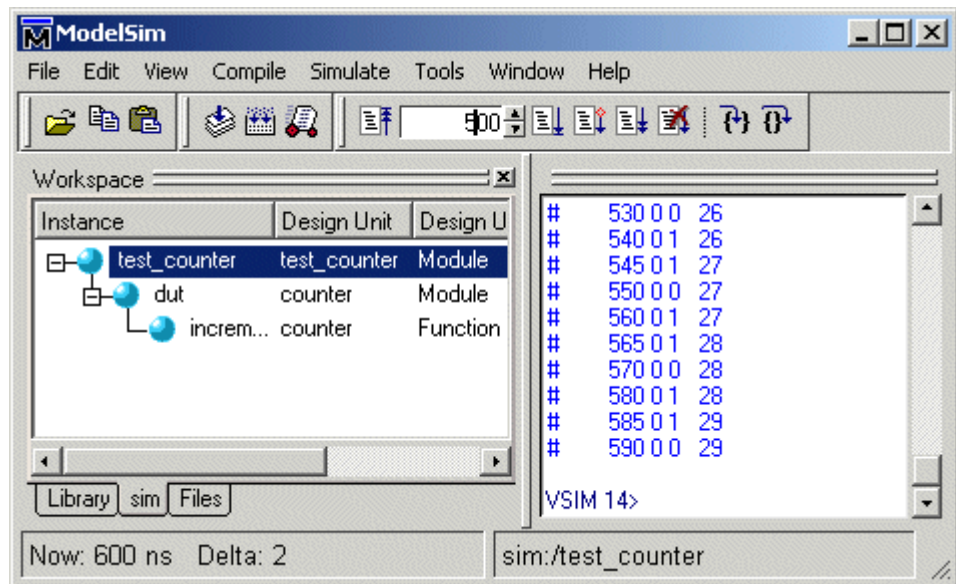 ModelSim
File Edit View Compile Simulate Tools Window Help
500
Workspace
Instance Design Unit Design U
test_counter test_counter Module
dut counter Module
increm... counter Function
Library sim Files
# 530 0 0 26
# 540 0 1 26
# 545 0 1 27
# 550 0 0 27
# 560 0 1 27
# 565 0 1 28
# 570 0 0 28
# 580 0 1 28
# 585 0 1 29
# 590 0 0 29
VSIM 14>
Now: 600 ns Delta: 2
sim:/test_counter